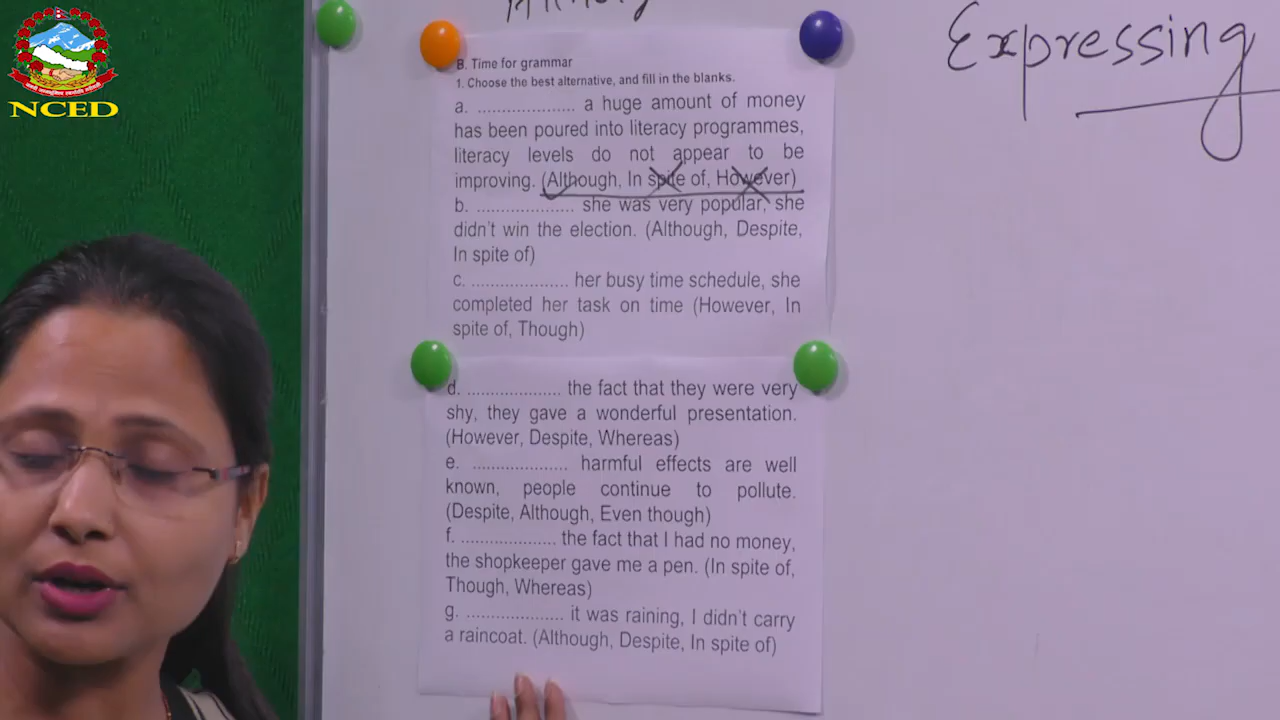 NCED
Expressing
B. Time for grammar
1. Choose the best alternative, and fill in the blanks.
a. .................... a huge amount of money
has been poured into literacy programmes,
literacy levels do not appear to be
improving. (Although, In spite of, However)
b. .................... she was very popular, she
didn't win the election. (Although, Despite,
In spite of)
c. .................... her busy time schedule, she
completed her task on time (However, In
spite of, Though)
d. .................... the fact that they were very
shy, they gave a wonderful presentation.
(However, Despite, Whereas)
e. .................... harmful effects are well
known, people continue to pollute.
(Despite, Although, Even though)
f. .................... the fact that I had no money,
the shopkeeper gave me a pen. (In spite of,
Though, Whereas)
g. .................... it was raining, I didn't carry
a raincoat. (Although, Despite, In spite of)